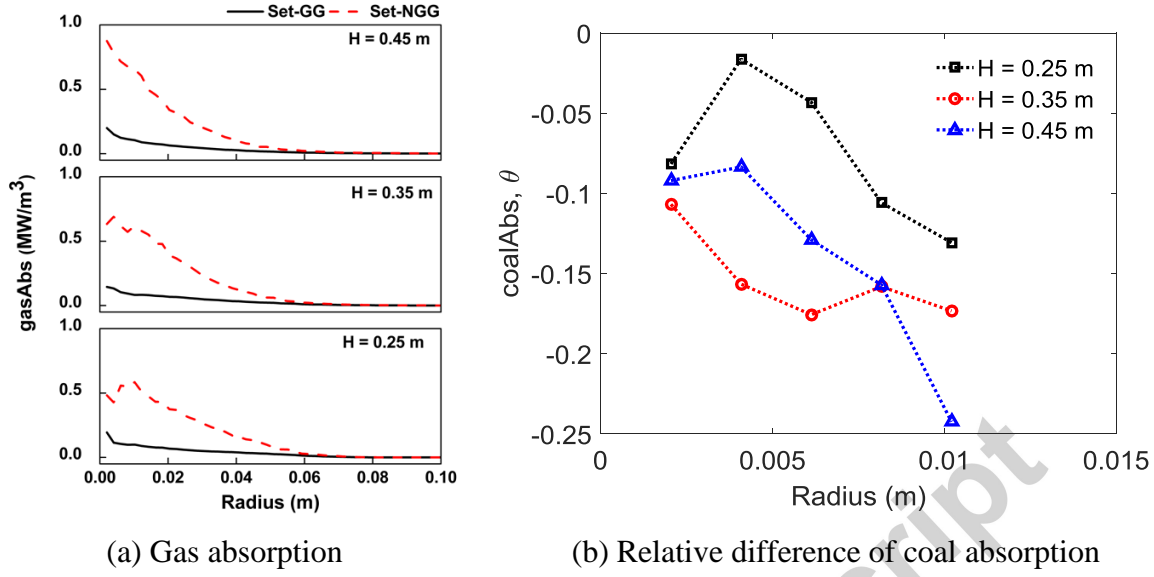 Set-GG Set-NGG
1.0
H = 0.45 m
0.5
0.0
1.0
H = 0.35 m
0.5
0.0
1.0
H = 0.25 m
0.5
0.0
0.00 0.02 0.04 0.06 0.08 0.10
Radius (m)
gasAbs (MW/m³)
(a) Gas absorption
0
-0.05
-0.1
-0.15
-0.2
-0.25
coalAbs, θ
H = 0.25 m
H = 0.35 m
H = 0.45 m
0 0.005 0.01 0.015
Radius (m)
(b) Relative difference of coal absorption
cript